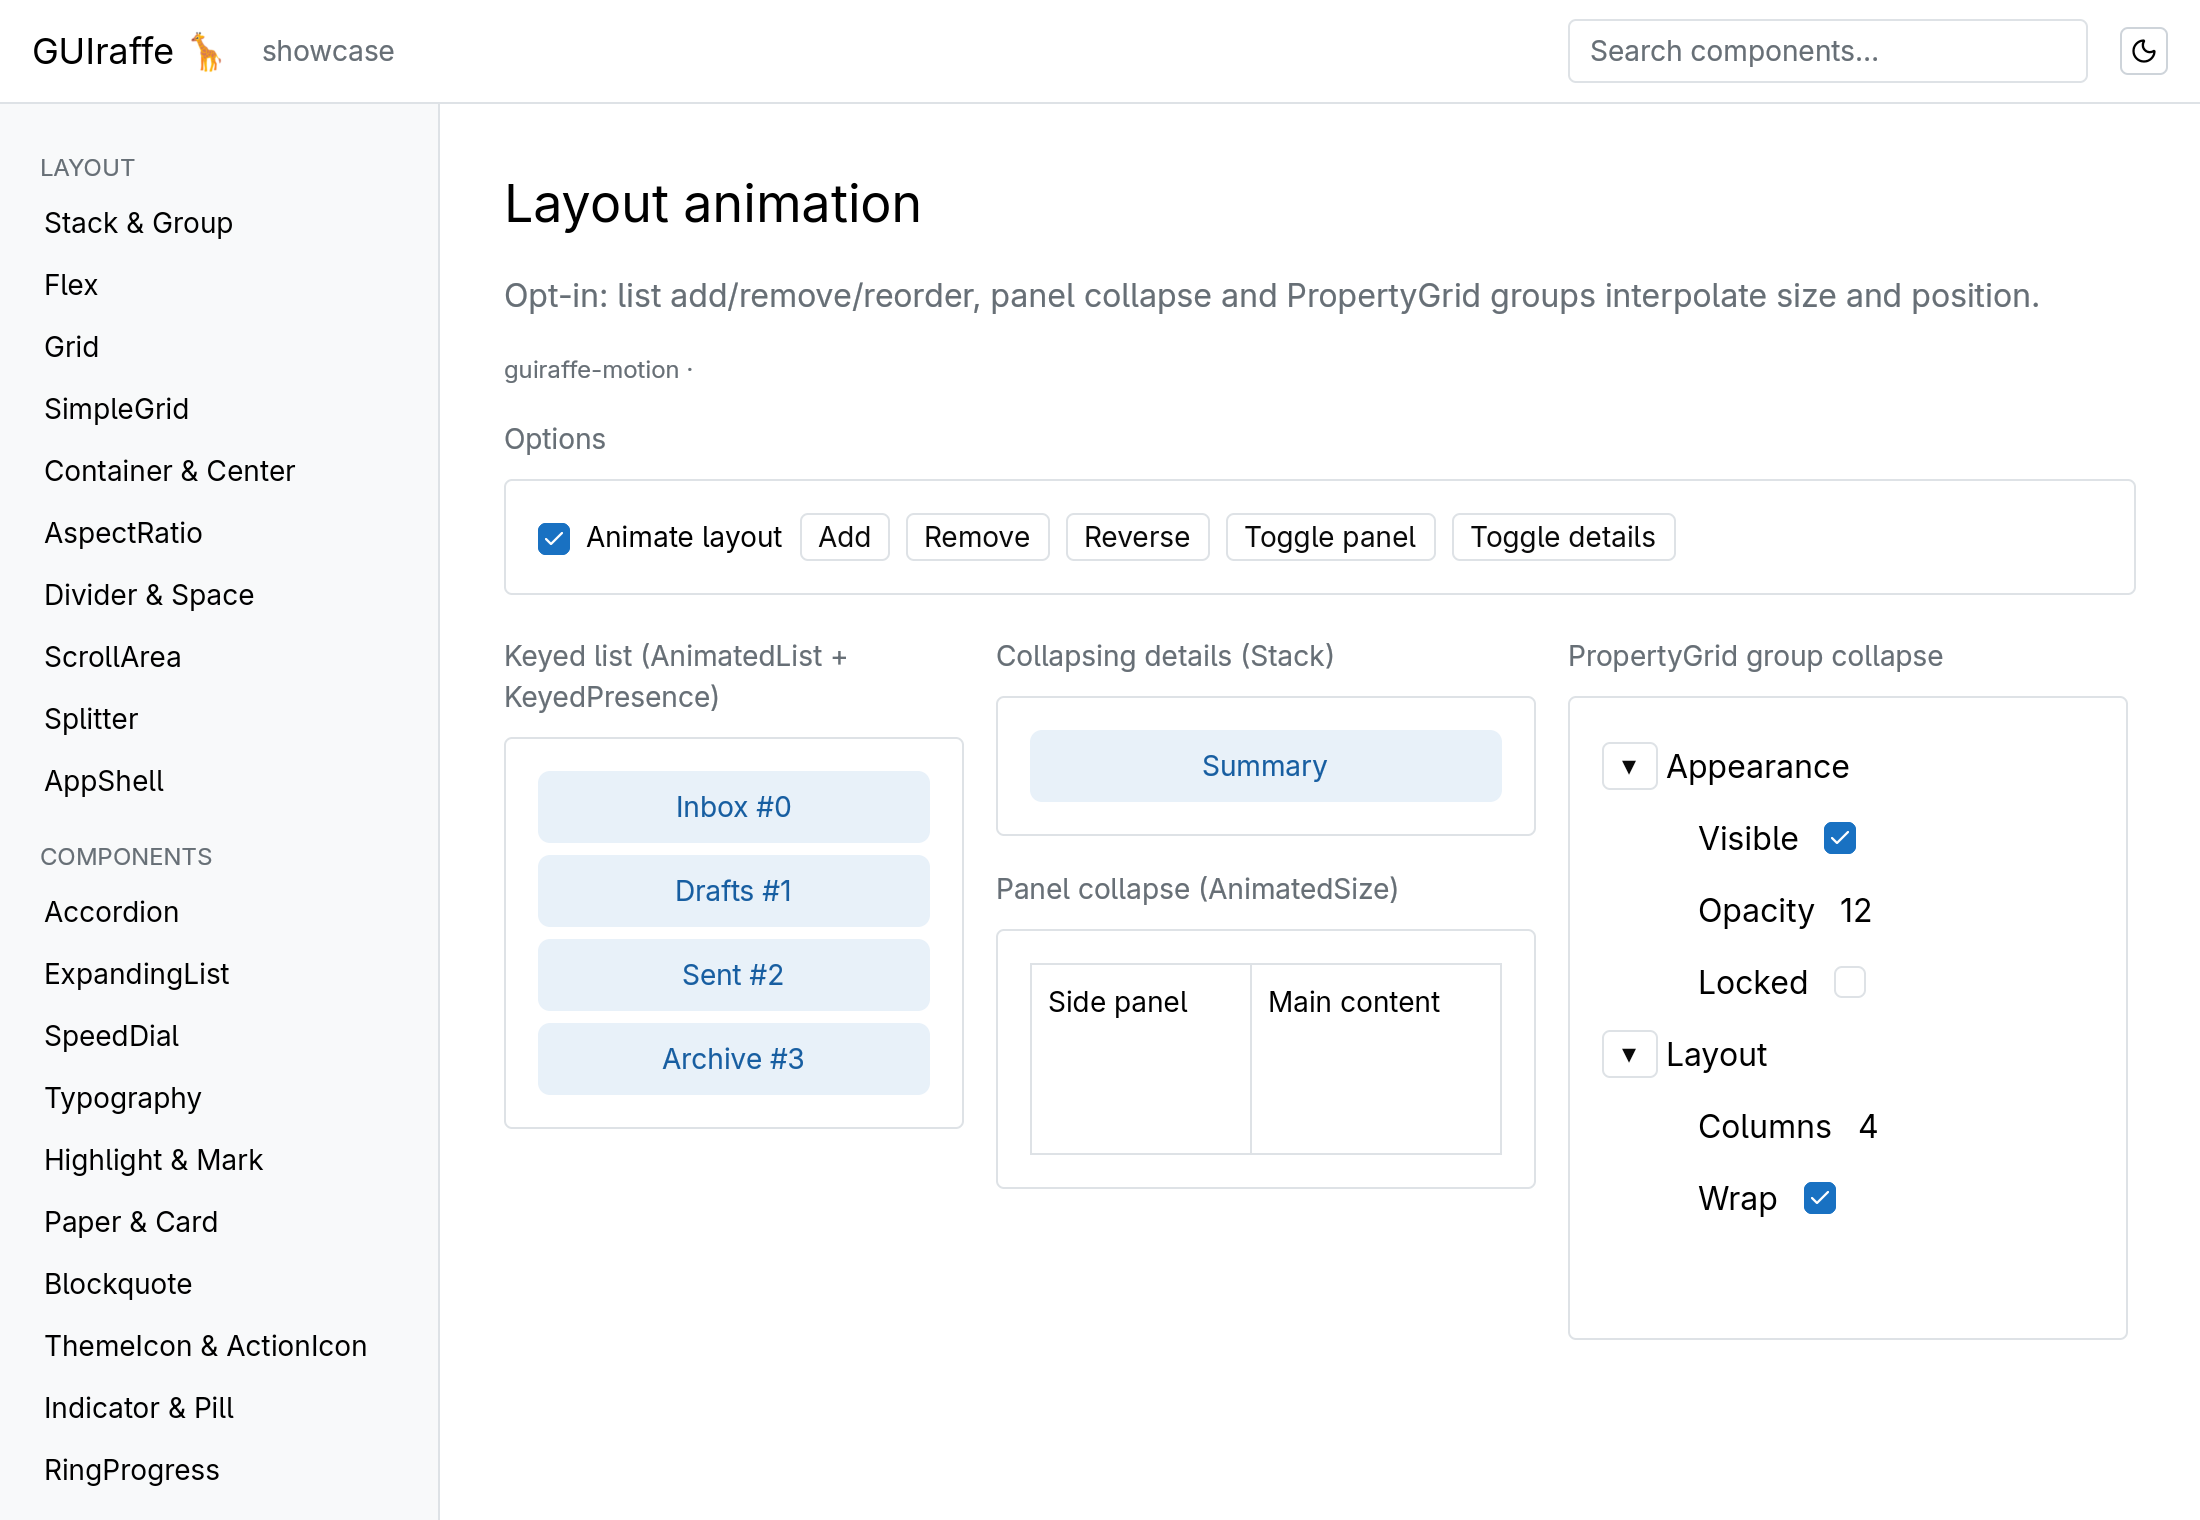 GUIraffe 🦒 showcase
Search components...
LAYOUT
Stack & Group
Flex
Grid
SimpleGrid
Container & Center
AspectRatio
Divider & Space
ScrollArea
Splitter
AppShell
COMPONENTS
Accordion
ExpandingList
SpeedDial
Typography
Highlight & Mark
Paper & Card
Blockquote
ThemeIcon & ActionIcon
Indicator & Pill
RingProgress
Layout animation
Opt-in: list add/remove/reorder, panel collapse and PropertyGrid groups interpolate size and position.
guiraffe-motion ·
Options
Animate layout Add Remove Reverse Toggle panel Toggle details
Keyed list (AnimatedList +
KeyedPresence)
Inbox #0
Drafts #1
Sent #2
Archive #3
Collapsing details (Stack)
Summary
Panel collapse (AnimatedSize)
Side panel
Main content
PropertyGrid group collapse
▼ Appearance
Visible
Opacity 12
Locked
▼ Layout
Columns 4
Wrap